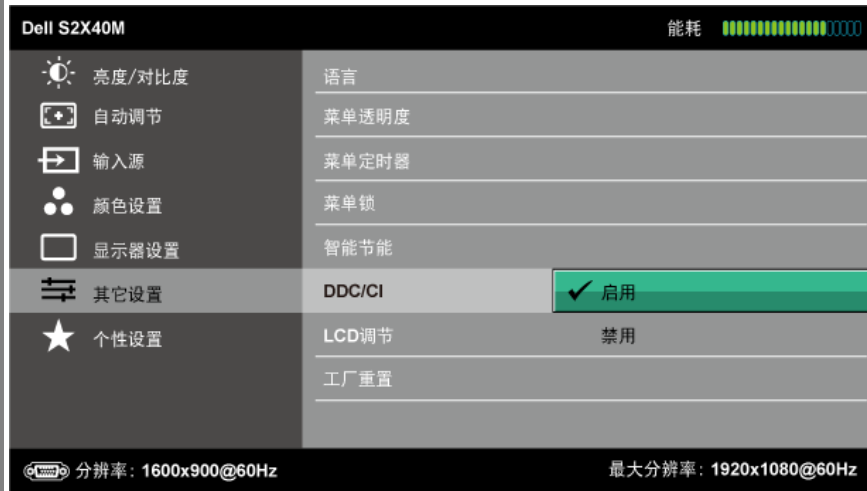 Dell S2X40M 能耗
亮度/对比度
自动调节
输入源
颜色设置
显示器设置
其它设置
个性设置
语言
菜单透明度
菜单定时器
菜单锁
智能节能
DDC/CI
LCD调节
工厂重置
启用
禁用
分辨率: 1600x900@60Hz 最大分辨率: 1920x1080@60Hz